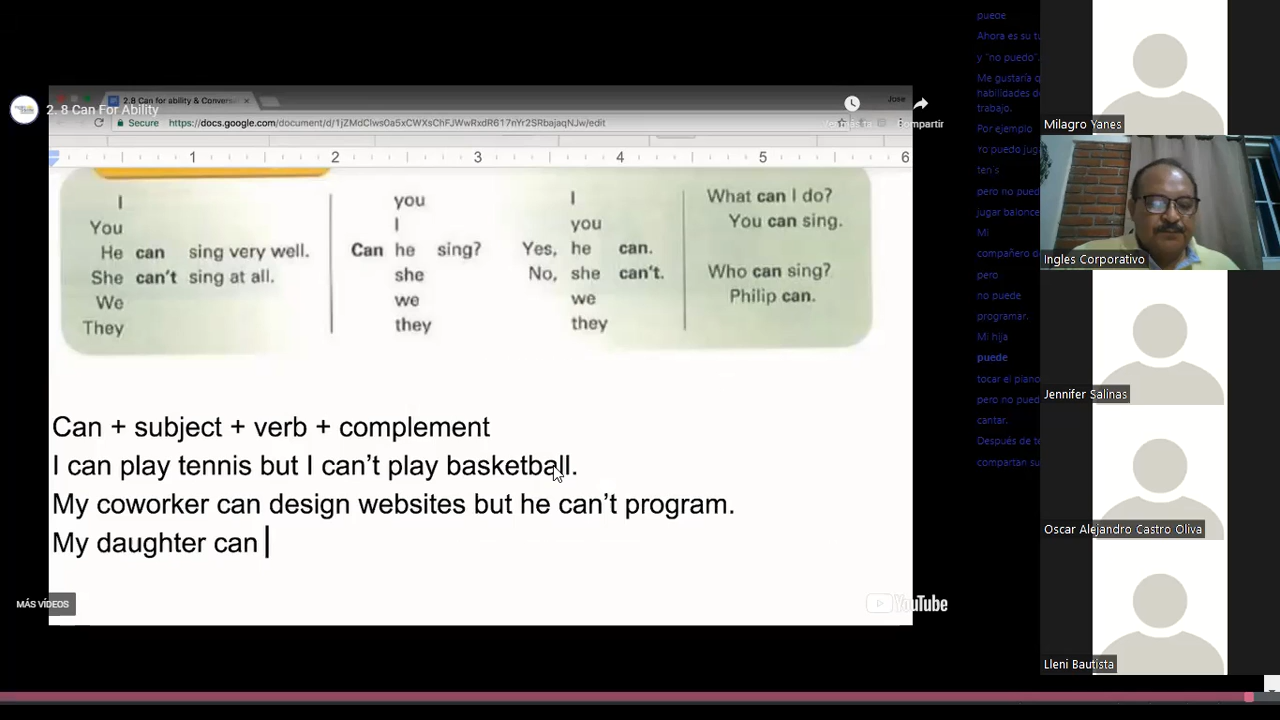 2.8 Can for ability & Convers
Jose
2. 8 Can For Ability
Secure
https://docs.google.com/document/d/1jZMdClws0a5xCWXsChFJWwRxdR617nYr2SRbajaqNJw/edit
Compartir
1 2 3 4 5 6
I
You
He can sing very well.
She can't sing at all.
We
They
you
I
Can he sing?
she
we
they
I
you
Yes, he can.
No, she can't.
we
they
What can I do?
You can sing.
Who can sing?
Philip can.
Can + subject + verb + complement
I can play tennis but I can't play basketball.
My coworker can design websites but he can't program.
My daughter can
MÁS VÍDEOS
YouTube
puede
Ahora es su
y "no puedo".
Me gustaría
habilidades de
trabajo.
Por ejemplo
Yo puedo
pero no
jugar
Mi
compañero
pero
no puede
programar.
Mi hija
puede
tocar el piano
pero no
cantar.
Después de
compartan
Milagro Yanes
Ingles Corporativo
Jennifer Salinas
Oscar Alejandro Castro Oliva
Lleni Bautista